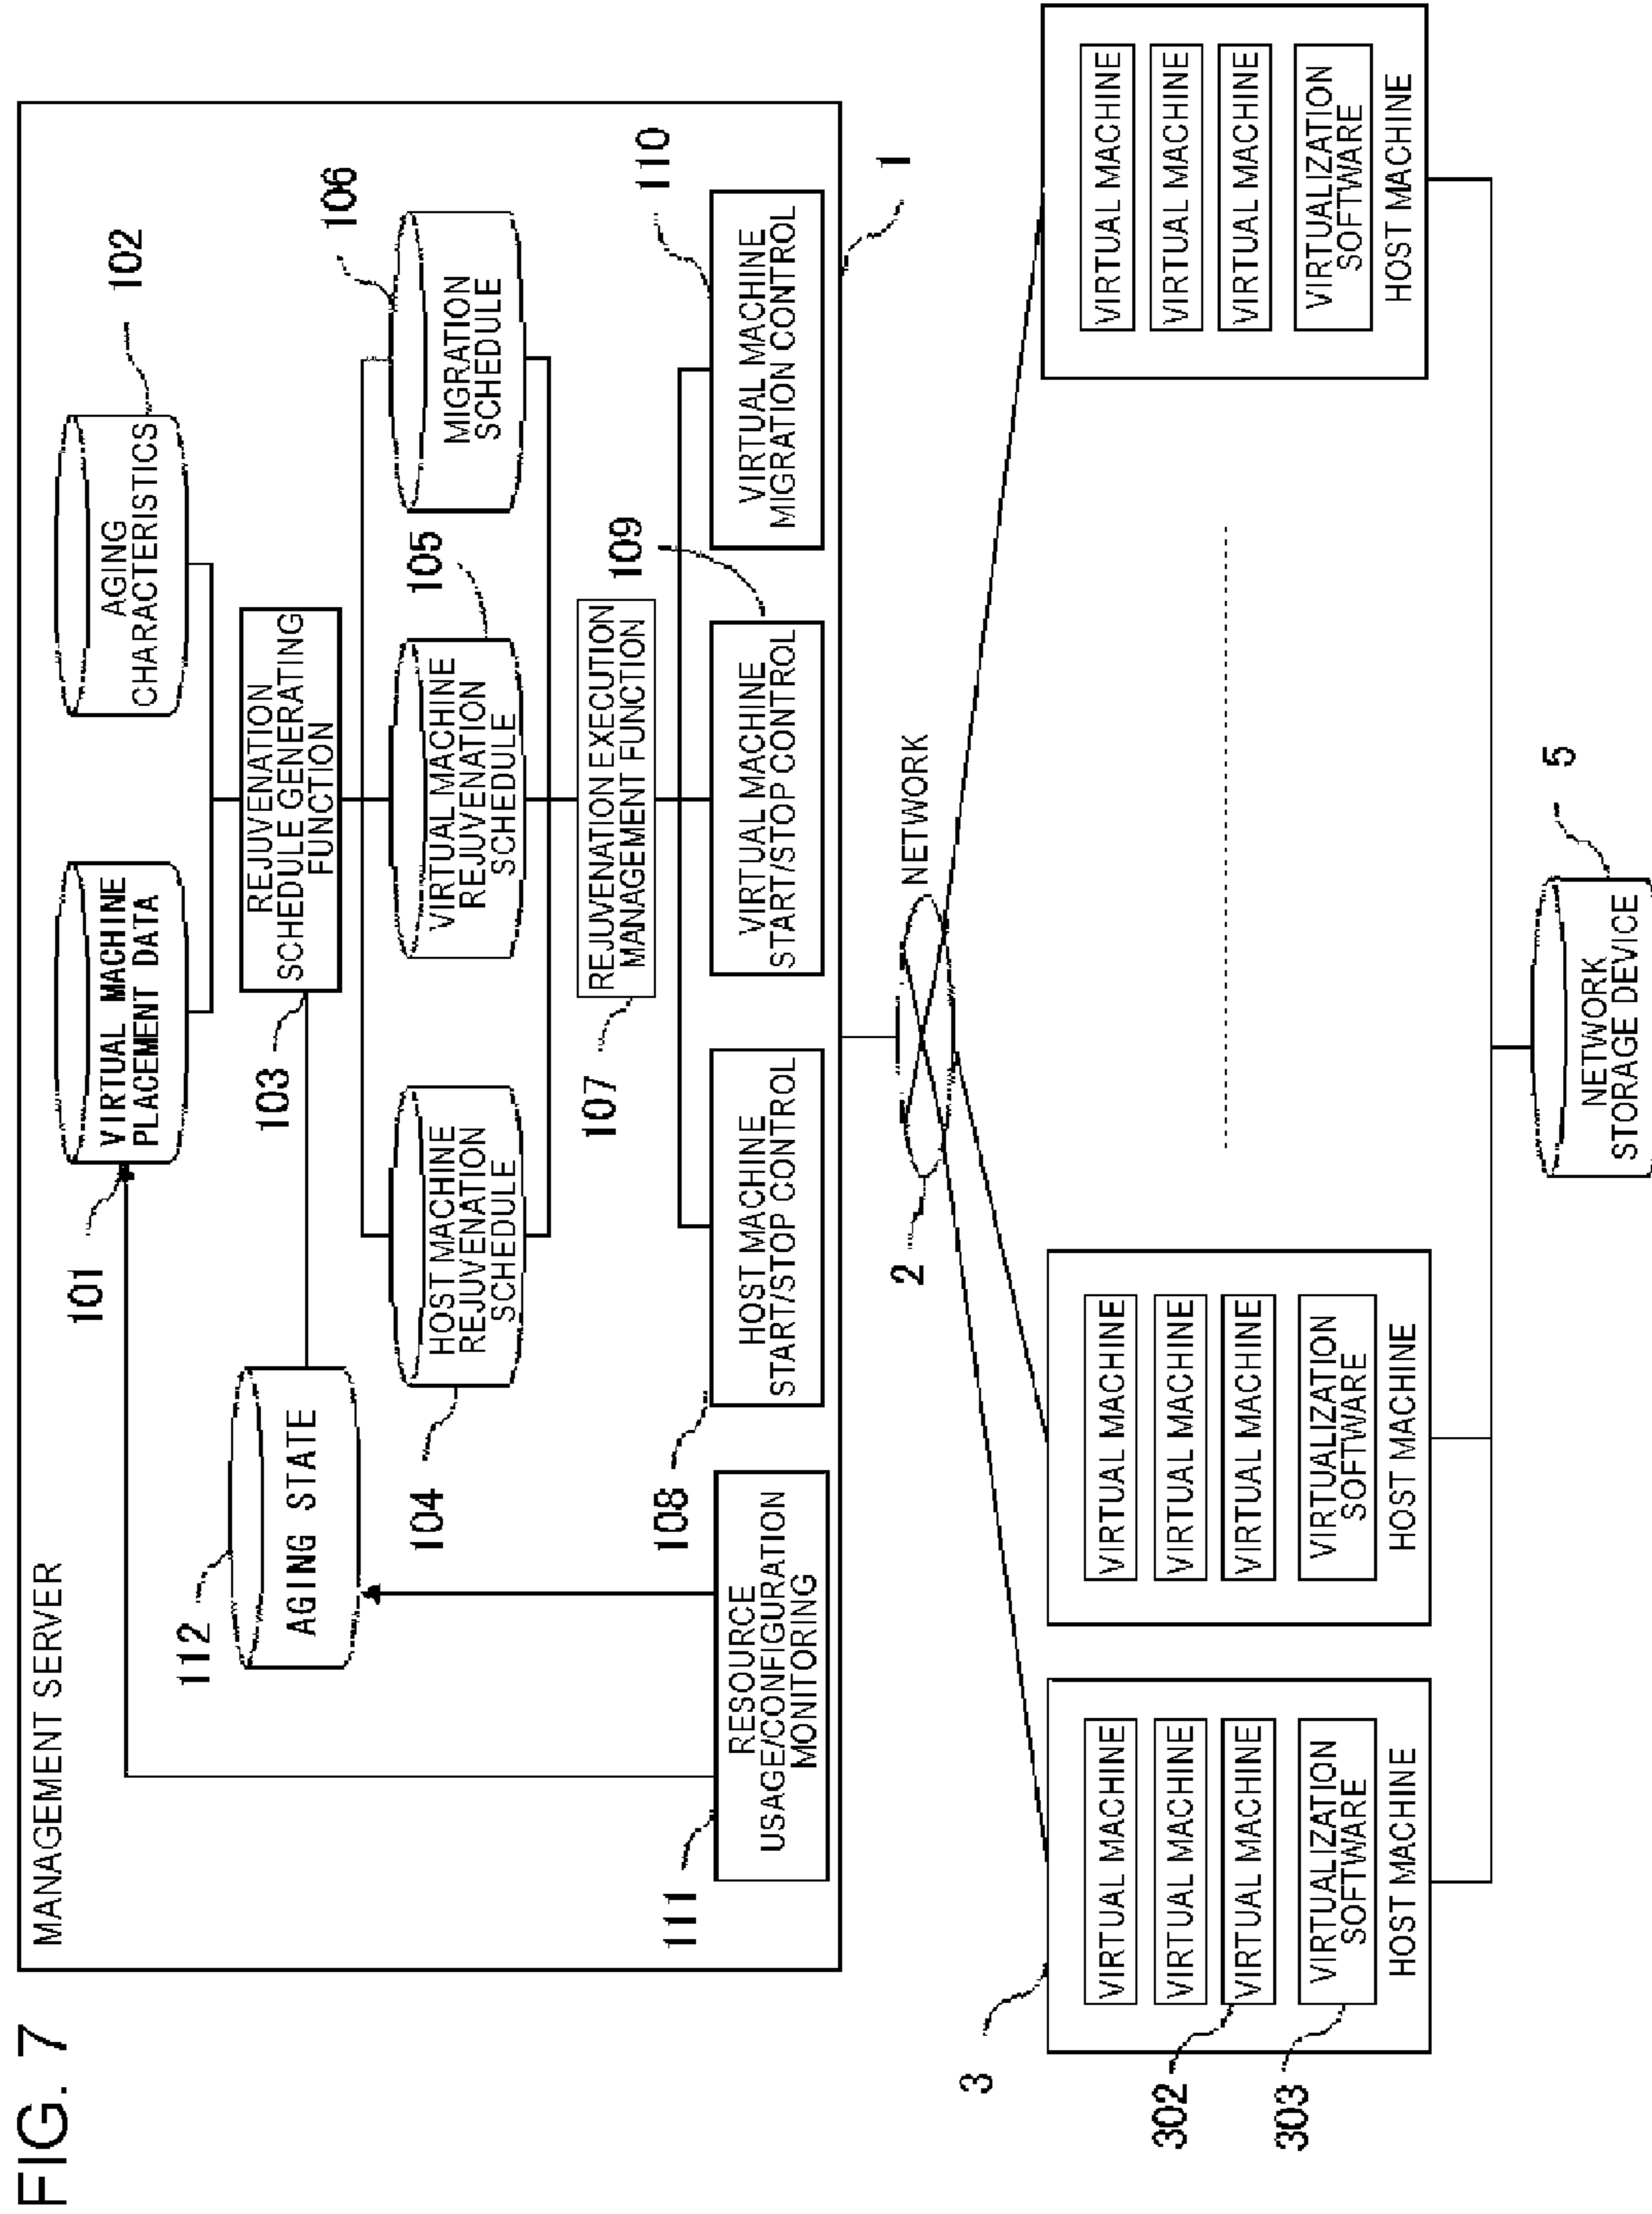 FIG. 7
MANAGEMENT SERVER
101
VIRTUAL MACHINE
PLACEMENT DATA
102
AGING
CHARACTERISTICS
112
AGING STATE
103
REJUVENATION
SCHEDULE GENERATING
FUNCTION
104
HOST MACHINE
REJUVENATION
SCHEDULE
105
VIRTUAL MACHINE
REJUVENATION
SCHEDULE
106
MIGRATION
SCHEDULE
107
REJUVENATION EXECUTION
MANAGEMENT FUNCTION
111
RESOURCE
USAGE/CONFIGURATION
MONITORING
108
HOST MACHINE
START/STOP CONTROL
109
VIRTUAL MACHINE
START/STOP CONTROL
110
VIRTUAL MACHINE
MIGRATION CONTROL
1
2
NETWORK
3
VIRTUAL MACHINE
VIRTUAL MACHINE
302
VIRTUAL MACHINE
303
VIRTUALIZATION
SOFTWARE
HOST MACHINE
VIRTUAL MACHINE
VIRTUAL MACHINE
VIRTUAL MACHINE
VIRTUALIZATION
SOFTWARE
HOST MACHINE
VIRTUAL MACHINE
VIRTUAL MACHINE
VIRTUAL MACHINE
VIRTUALIZATION
SOFTWARE
HOST MACHINE
5
NETWORK
STORAGE DEVICE